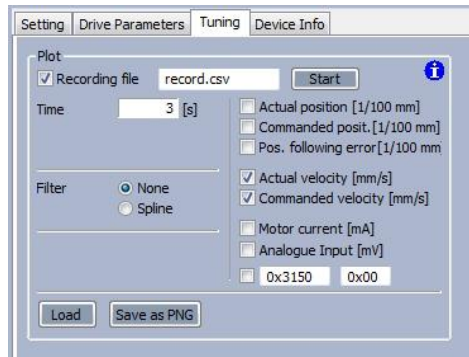 Setting Drive Parameters Tuning Device Info
Plot
Recording file record.csv Start
Time 3 [s]
Actual position [1/100 mm]
Commanded posit.[1/100 mm]
Pos. following error[1/100 mm
Filter None
Spline
Actual velocity [mm/s]
Commanded velocity [mm/s]
Motor current [mA]
Analogue Input [mV]
0x3150 0x00
Load Save as PNG